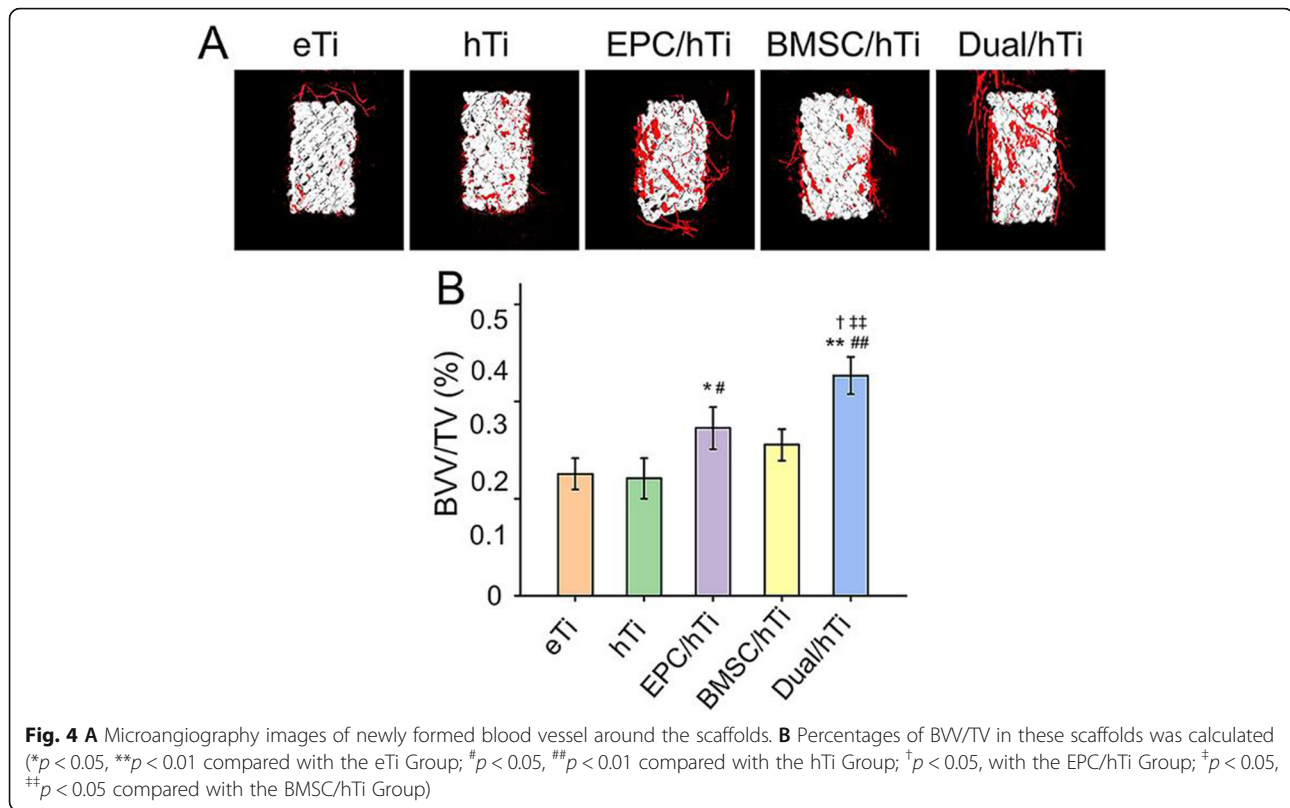 A
eTi hTi EPC/hTi BMSC/hTi Dual/hTi
B
BVV/TV (%)
0.5
0.4
0.3
0.2
0.1
0
* #
† ‡‡
** ##
eTi hTi EPC/hTi BMSC/hTi Dual/hTi
Fig. 4 A Microangiography images of newly formed blood vessel around the scaffolds. B Percentages of BVV/TV in these scaffolds was calculated
(*p < 0.05, **p < 0.01 compared with the eTi Group; #p < 0.05, ##p < 0.01 compared with the hTi Group; †p < 0.05, with the EPC/hTi Group; ‡p < 0.05,
‡‡p < 0.05 compared with the BMSC/hTi Group)